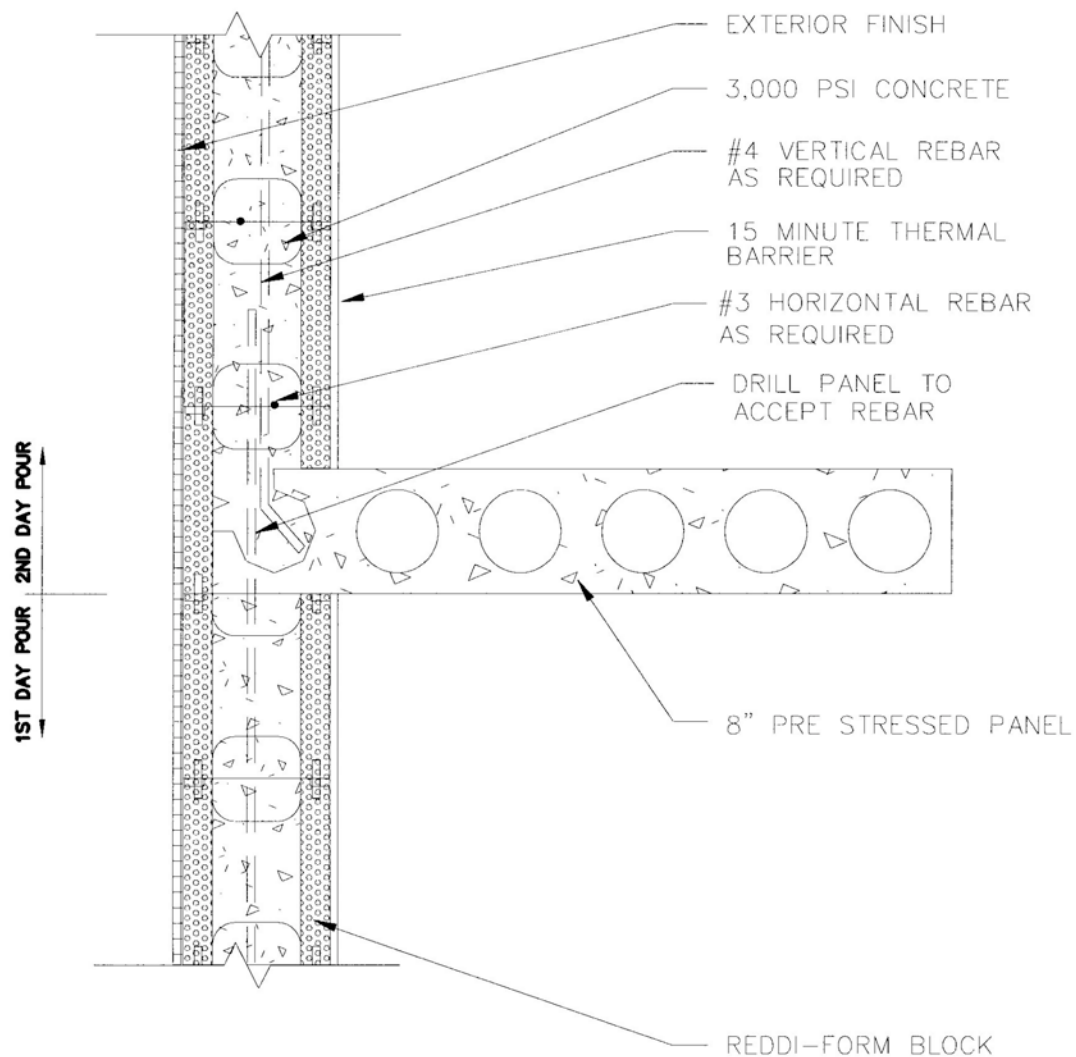 EXTERIOR FINISH
3,000 PSI CONCRETE
#4 VERTICAL REBAR
AS REQUIRED
15 MINUTE THERMAL
BARRIER
#3 HORIZONTAL REBAR
AS REQUIRED
DRILL PANEL TO
ACCEPT REBAR
2ND DAY POUR
1ST DAY POUR
8" PRE STRESSED PANEL
REDDI-FORM BLOCK